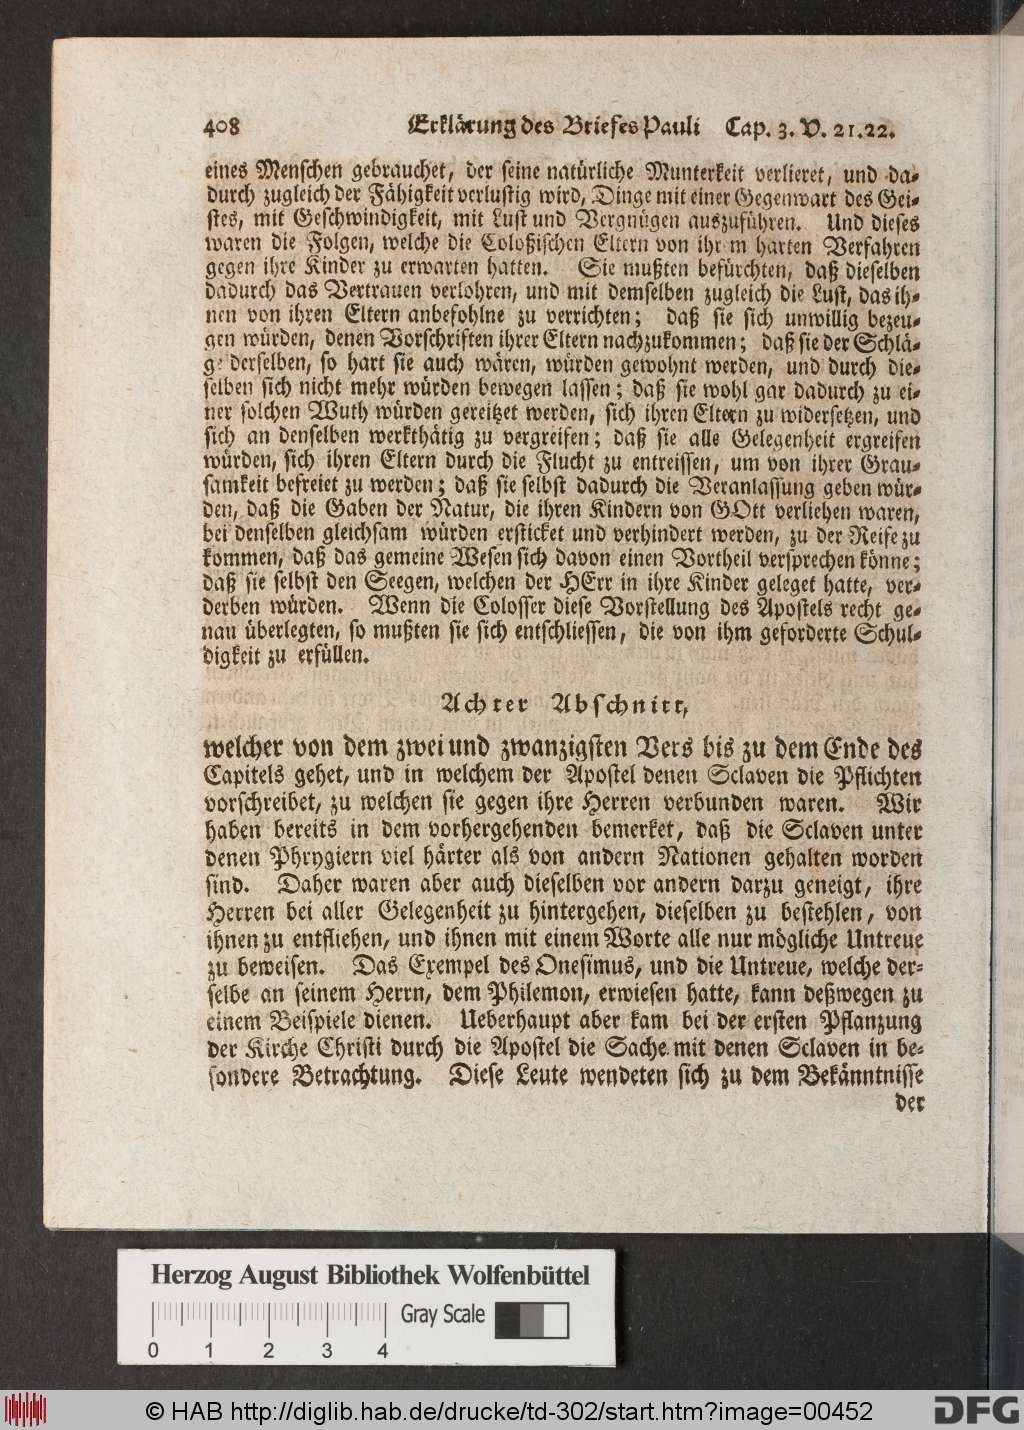 408 Erklärung des Briefes Pauli Cap. 3. V. 21.22.
eines Menschen gebrauchet, der seine natürliche Munterkeit verlieret, und da-
durch zugleich der Fähigkeit verlustig wird, Dinge mit einer Gegenwart des Gei-
stes, mit Geschwindigkeit, mit Lust und Vergnügen auszuführen. Und dieses
waren die Folgen, welche die Coloßischen Eltern von ihr m harten Verfahren
gegen ihre Kinder zu erwarten hatten. Sie mußten befürchten, daß dieselben
dadurch das Vertrauen verlohren, und mit demselben zugleich die Lust, das ih-
nen von ihren Eltern anbefohlne zu verrichten; daß sie sich unwillig bezeu-
gen würden, denen Vorschriften ihrer Eltern nachzukommen; daß sie der Schlä-
ge derselben, so hart sie auch wären, würden gewohnt werden, und durch die-
selben sich nicht mehr würden bewegen lassen; daß sie wohl gar dadurch zu ei-
ner solchen Wuth würden gereitzet werden, sich ihren Eltern zu widersetzen, und
sich an denselben werkthätig zu vergreifen; daß sie alle Gelegenheit ergreifen
würden, sich ihren Eltern durch die Flucht zu entreissen, um von ihrer Grau-
samkeit befreiet zu werden; daß sie selbst dadurch die Veranlassung geben wür-
den, daß die Gaben der Natur, die ihren Kindern von GOtt verliehen waren,
bei denselben gleichsam würden ersticket und verhindert werden, zu der Reife zu
kommen, daß das gemeine Wesen sich davon einen Vortheil versprechen könne;
daß sie selbst den Seegen, welchen der HErr in ihre Kinder geleget hatte, ver-
derben würden. Wenn die Colosser diese Vorstellung des Apostels recht ge-
nau überlegten, so mußten sie sich entschliessen, die von ihm geforderte Schul-
digkeit zu erfüllen.
Achter Abschnitt,
welcher von dem zwei und zwanzigsten Vers bis zu dem Ende des
Capitels gehet, und in welchem der Apostel denen Sclaven die Pflichten
vorschreibet, zu welchen sie gegen ihre Herren verbunden waren. Wir
haben bereits in dem vorhergehenden bemerket, daß die Sclaven unter
denen Phrygiern viel härter als von andern Nationen gehalten worden
sind. Daher waren aber auch dieselben vor andern darzu geneigt, ihre
Herren bei aller Gelegenheit zu hintergehen, dieselben zu bestehlen, von
ihnen zu entfliehen, und ihnen mit einem Worte alle nur mögliche Untreue
zu beweisen. Das Exempel des Onesimus, und die Untreue, welche der-
selbe an seinem Herrn, dem Philemon, erwiesen hatte, kann deßwegen zu
einem Beispiele dienen. Ueberhaupt aber kam bei der ersten Pflanzung
der Kirche Christi durch die Apostel die Sache mit denen Sclaven in be-
sondere Betrachtung. Diese Leute wendeten sich zu dem Bekänntnisse
der
Herzog August Bibliothek Wolfenbüttel
Gray Scale
0 1 2 3 4
© HAB http://diglib.hab.de/drucke/td-302/start.htm?image=00452
DFG